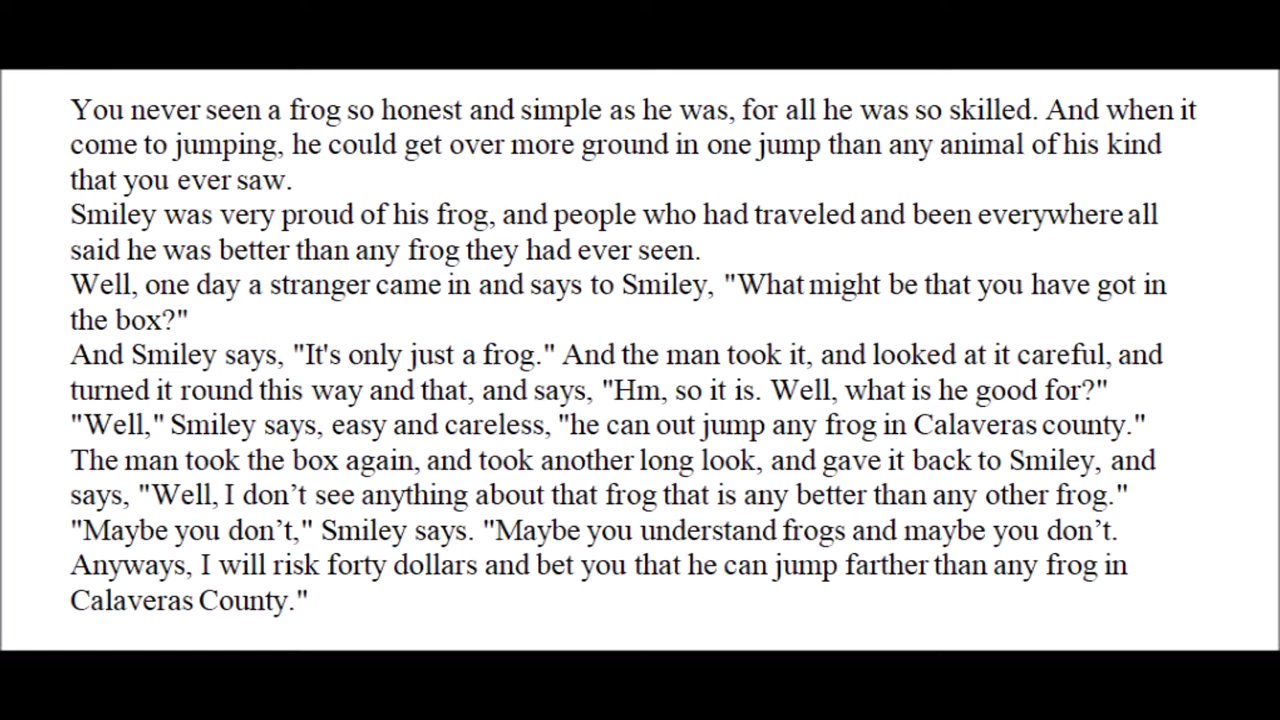 You never seen a frog so honest and simple as he was, for all he was so skilled. And when it
come to jumping, he could get over more ground in one jump than any animal of his kind
that you ever saw.
Smiley was very proud of his frog, and people who had traveled and been everywhere all
said he was better than any frog they had ever seen.
Well, one day a stranger came in and says to Smiley, "What might be that you have got in
the box?"
And Smiley says, "It's only just a frog." And the man took it, and looked at it careful, and
turned it round this way and that, and says, "Hm, so it is. Well, what is he good for?"
"Well," Smiley says, easy and careless, "he can out jump any frog in Calaveras county."
The man took the box again, and took another long look, and gave it back to Smiley, and
says, "Well, I don’t see anything about that frog that is any better than any other frog."
"Maybe you don’t," Smiley says. "Maybe you understand frogs and maybe you don’t.
Anyways, I will risk forty dollars and bet you that he can jump farther than any frog in
Calaveras County."